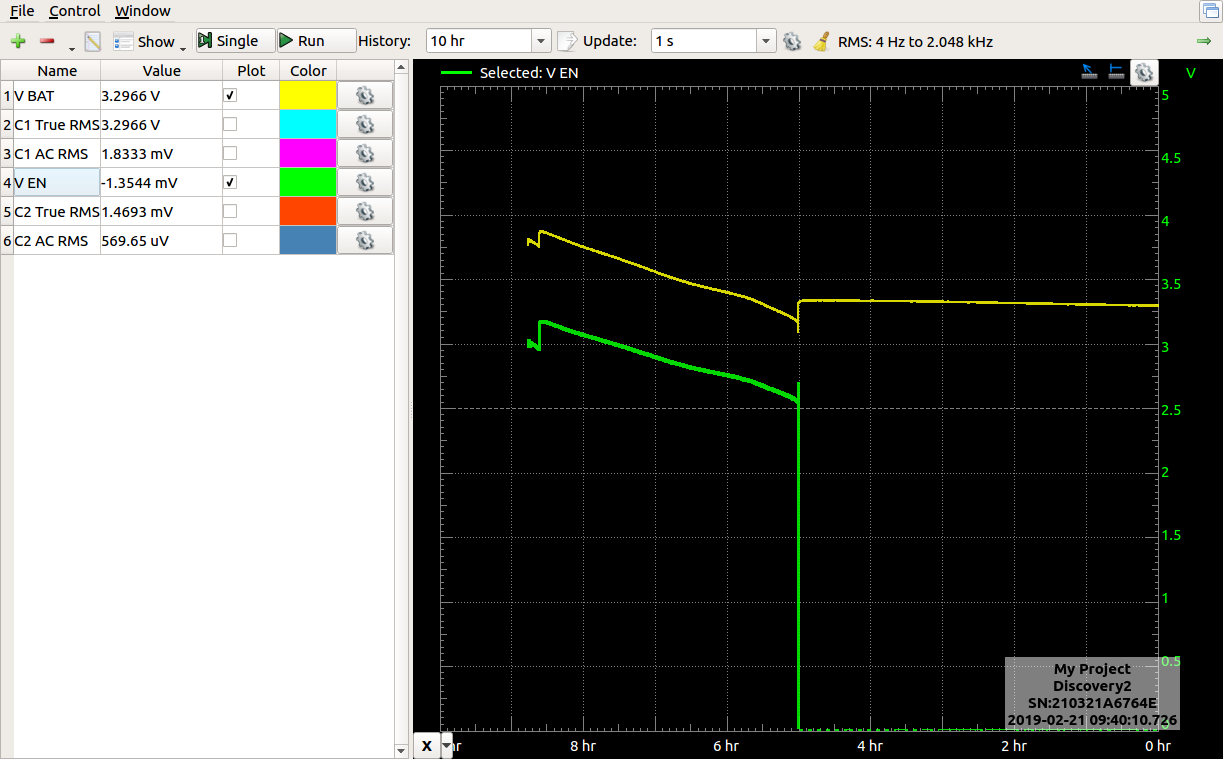 File Control Window
Show Single Run History: 10 hr Update: 1 s RMS: 4 Hz to 2.048 kHz
Name Value Plot Color
1 V BAT 3.2966 V
2 C1 True RMS 3.2966 V
3 C1 AC RMS 1.8333 mV
4 V EN -1.3544 mV
5 C2 True RMS 1.4693 mV
6 C2 AC RMS 569.65 uV
Selected: V EN
V
5
4.5
4
3.5
3
2.5
2
1.5
1
0.5
My Project
Discovery2
SN:210321A6764E
2019-02-21 09:40:10.726
X hr 8 hr 6 hr 4 hr 2 hr 0 hr